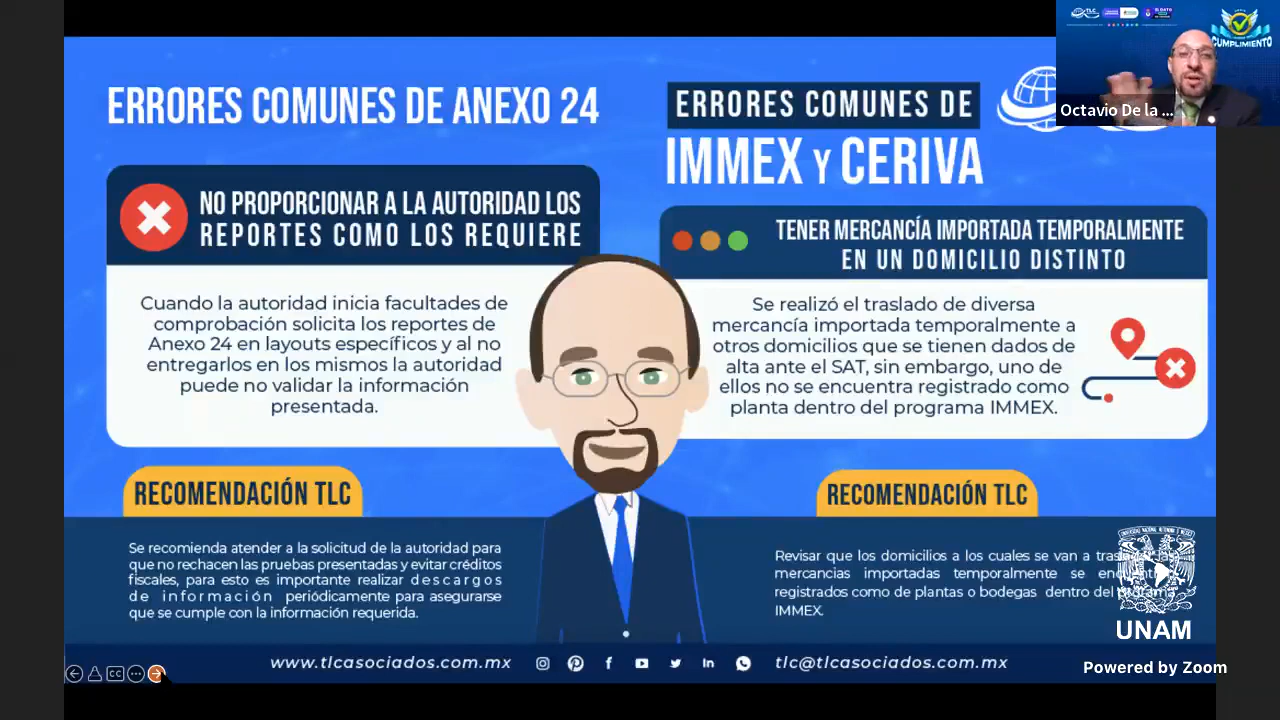 ERRORES COMUNES DE ANEXO 24
NO PROPORCIONAR A LA AUTORIDAD LOS
REPORTES COMO LOS REQUIERE
Cuando la autoridad inicia facultades de
comprobación solicita los reportes de
Anexo 24 en layouts específicos y al no
entregarlos en los mismos la autoridad
puede no validar la información
presentada.
RECOMENDACIÓN TLC
Se recomienda atender a la solicitud de la autoridad para
que no rechacen las pruebas presentadas y evitar créditos
fiscales, para esto es importante realizar descargos
de información periódicamente para asegurarse
que se cumple con la información requerida.
ERRORES COMUNES DE
IMMEX Y CERIVA
TENER MERCANCÍA IMPORTADA TEMPORALMENTE
EN UN DOMICILIO DISTINTO
Se realizó el traslado de diversa
mercancía importada temporalmente a
otros domicilios que se tienen dados de
alta ante el SAT, sin embargo, uno de
ellos no se encuentra registrado como
planta dentro del programa IMMEX.
RECOMENDACIÓN TLC
Revisar que los domicilios a los cuales se van a
mercancias importadas temporalmente se
registrados como de plantas o bodegas dentro del
IMMEX.
www.tlcasociados.com.mx
tlc@tlcasociados.com.mx
TLC
CUMPLIMIENTO
Octavio De la ...
UNAM
Powered by Zoom
CC